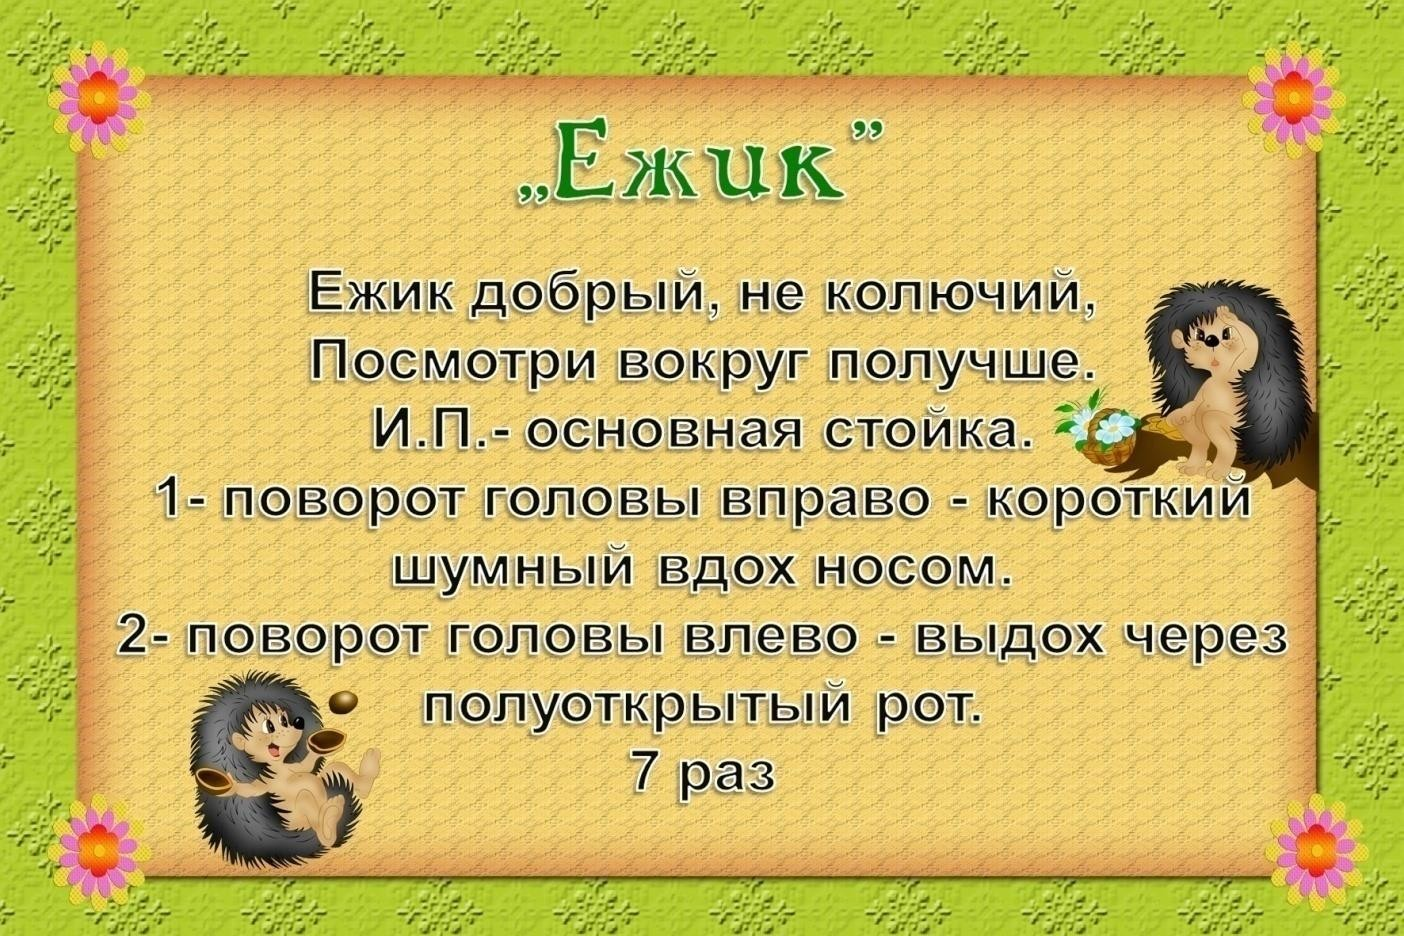 „Ежик”
Ежик добрый, не колючий,
Посмотри вокруг получше.
И.П.- основная стойка.
1- поворот головы вправо - короткий
шумный вдох носом.
2- поворот головы влево - выдох через
полуоткрытый рот.
7 раз